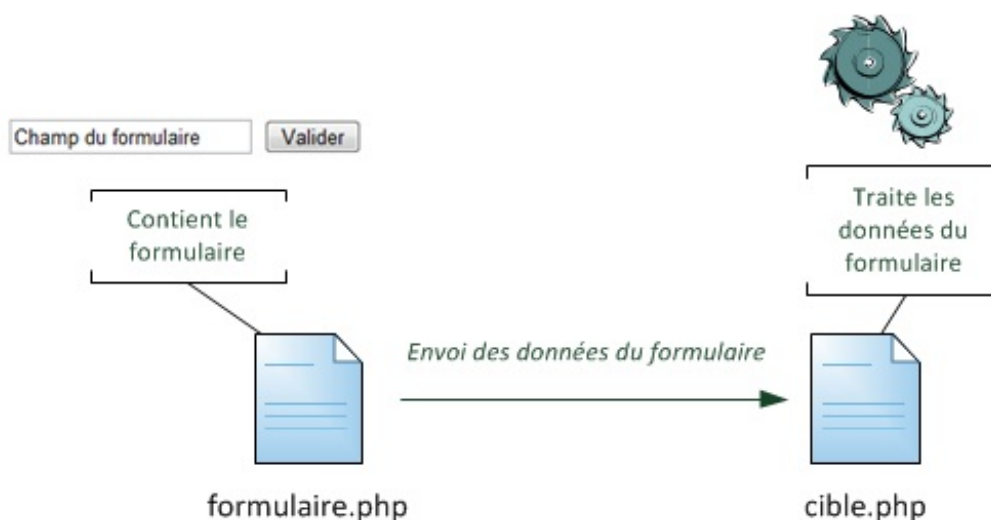 Champ du formulaire
Valider
Contient le
formulaire
Traite les
données du
formulaire
Envoi des données du formulaire
formulaire.php
cible.php